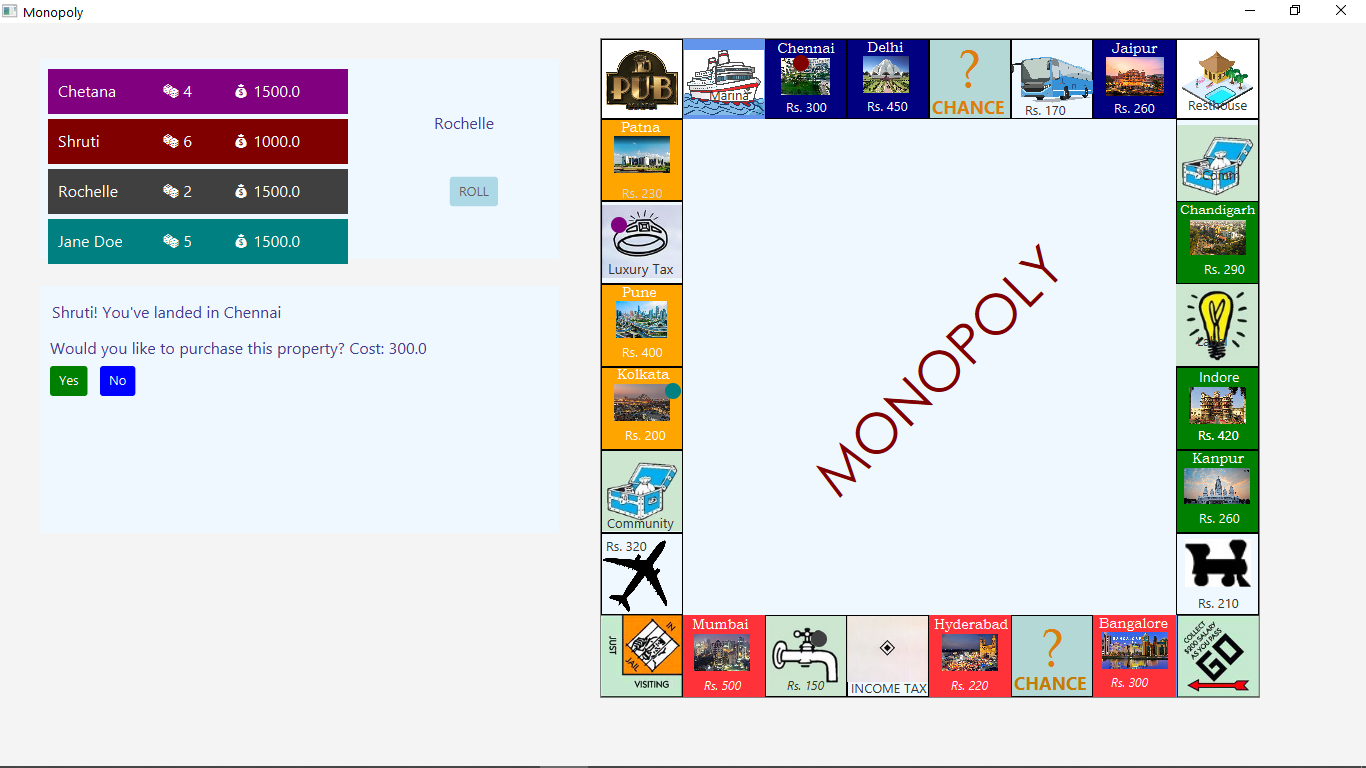 Monopoly
Chetana 4 1500.0
Shruti 6 1000.0
Rochelle 2 1500.0
Jane Doe 5 1500.0
Rochelle
ROLL
Shruti! You've landed in Chennai
Would you like to purchase this property? Cost: 300.0
Yes No
PUB
Marina
Chennai
Rs. 300
Delhi
Rs. 450
?
CHANCE
Rs. 170
Jaipur
Rs. 260
Resthouse
Patna
Rs. 230
Luxury Tax
Pune
Rs. 400
Kolkata
Rs. 200
Community
Rs. 320
MONOPOLY
Chandigarh
Rs. 290
Indore
Rs. 420
Kanpur
Rs. 260
Rs. 210
JUST
IN
JAIL
VISITING
Mumbai
Rs. 500
Rs. 150
INCOME TAX
Hyderabad
Rs. 220
?
CHANCE
Bangalore
Rs. 300
COLLECT
$200 SALARY
AS YOU PASS
GO